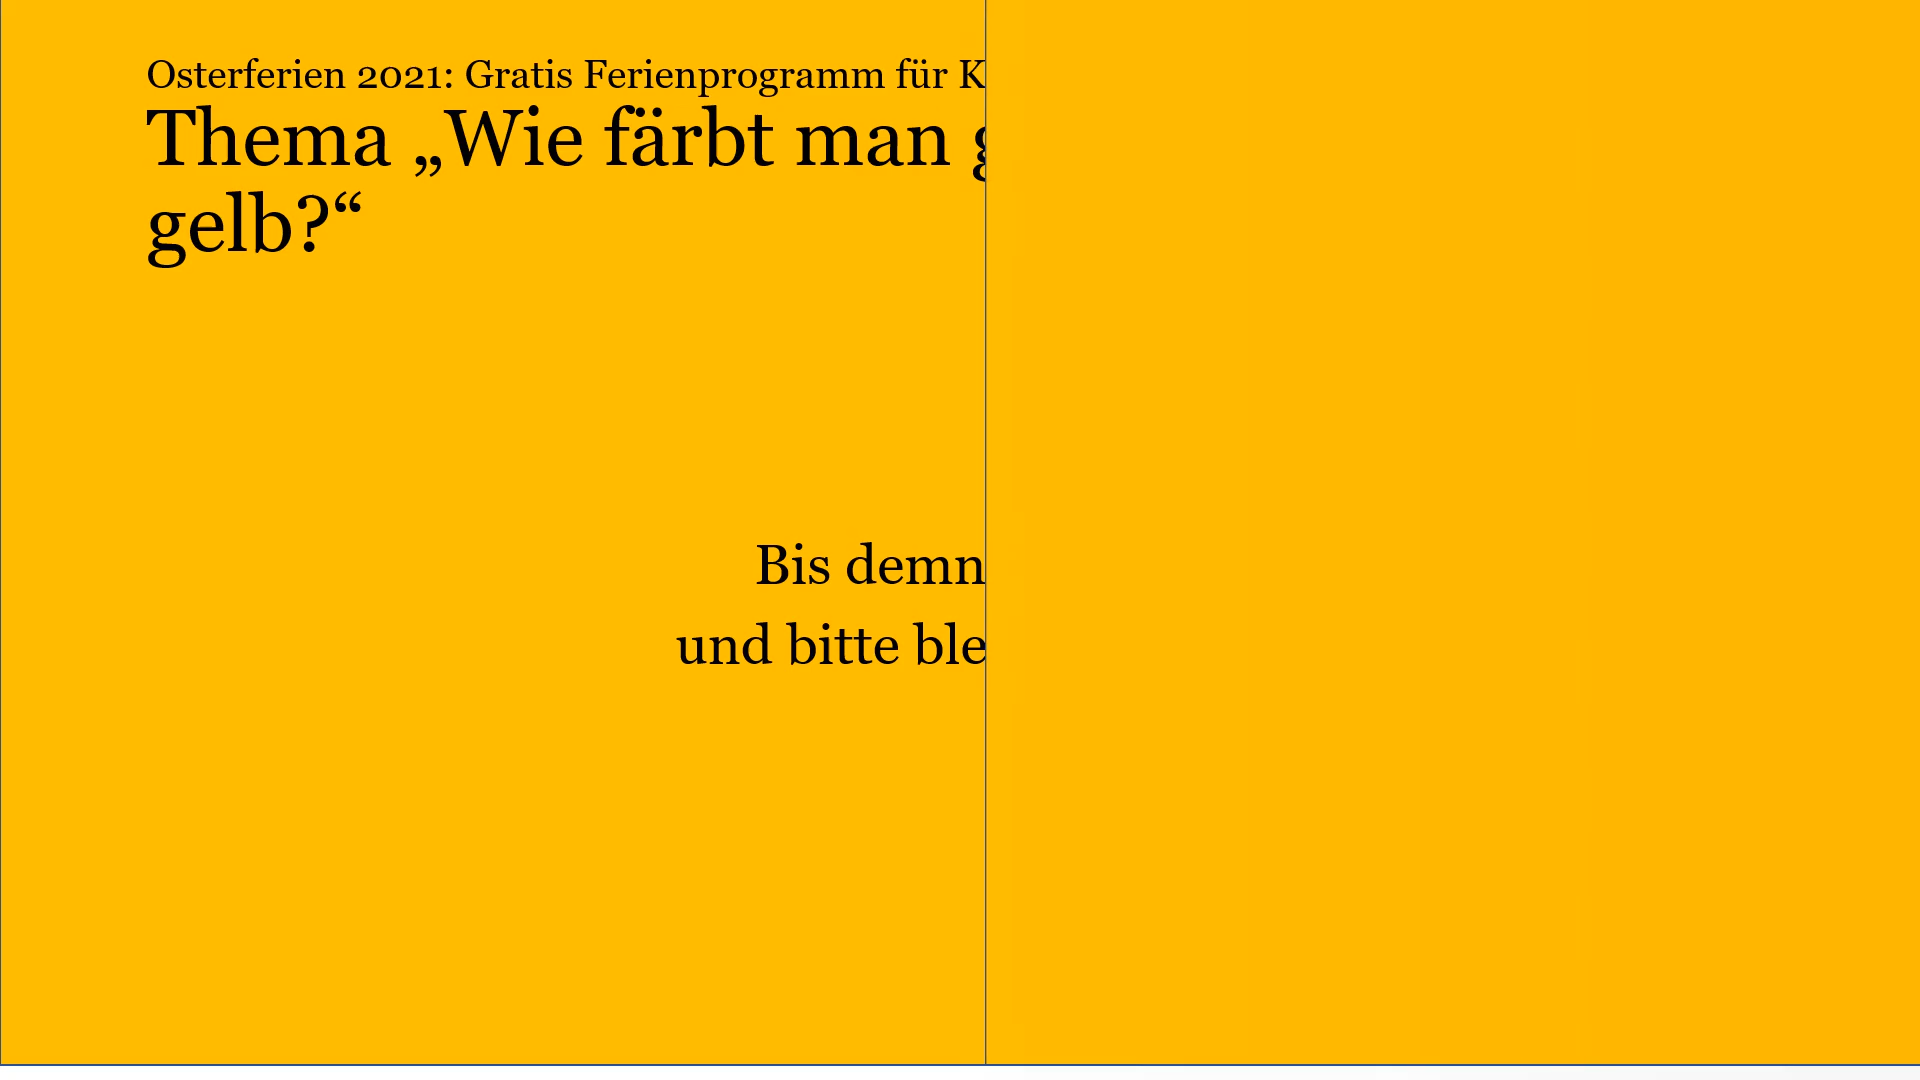 Osterferien 2021: Gratis Ferienprogramm für K
Thema „Wie färbt man g
gelb?“
Bis demn
und bitte ble